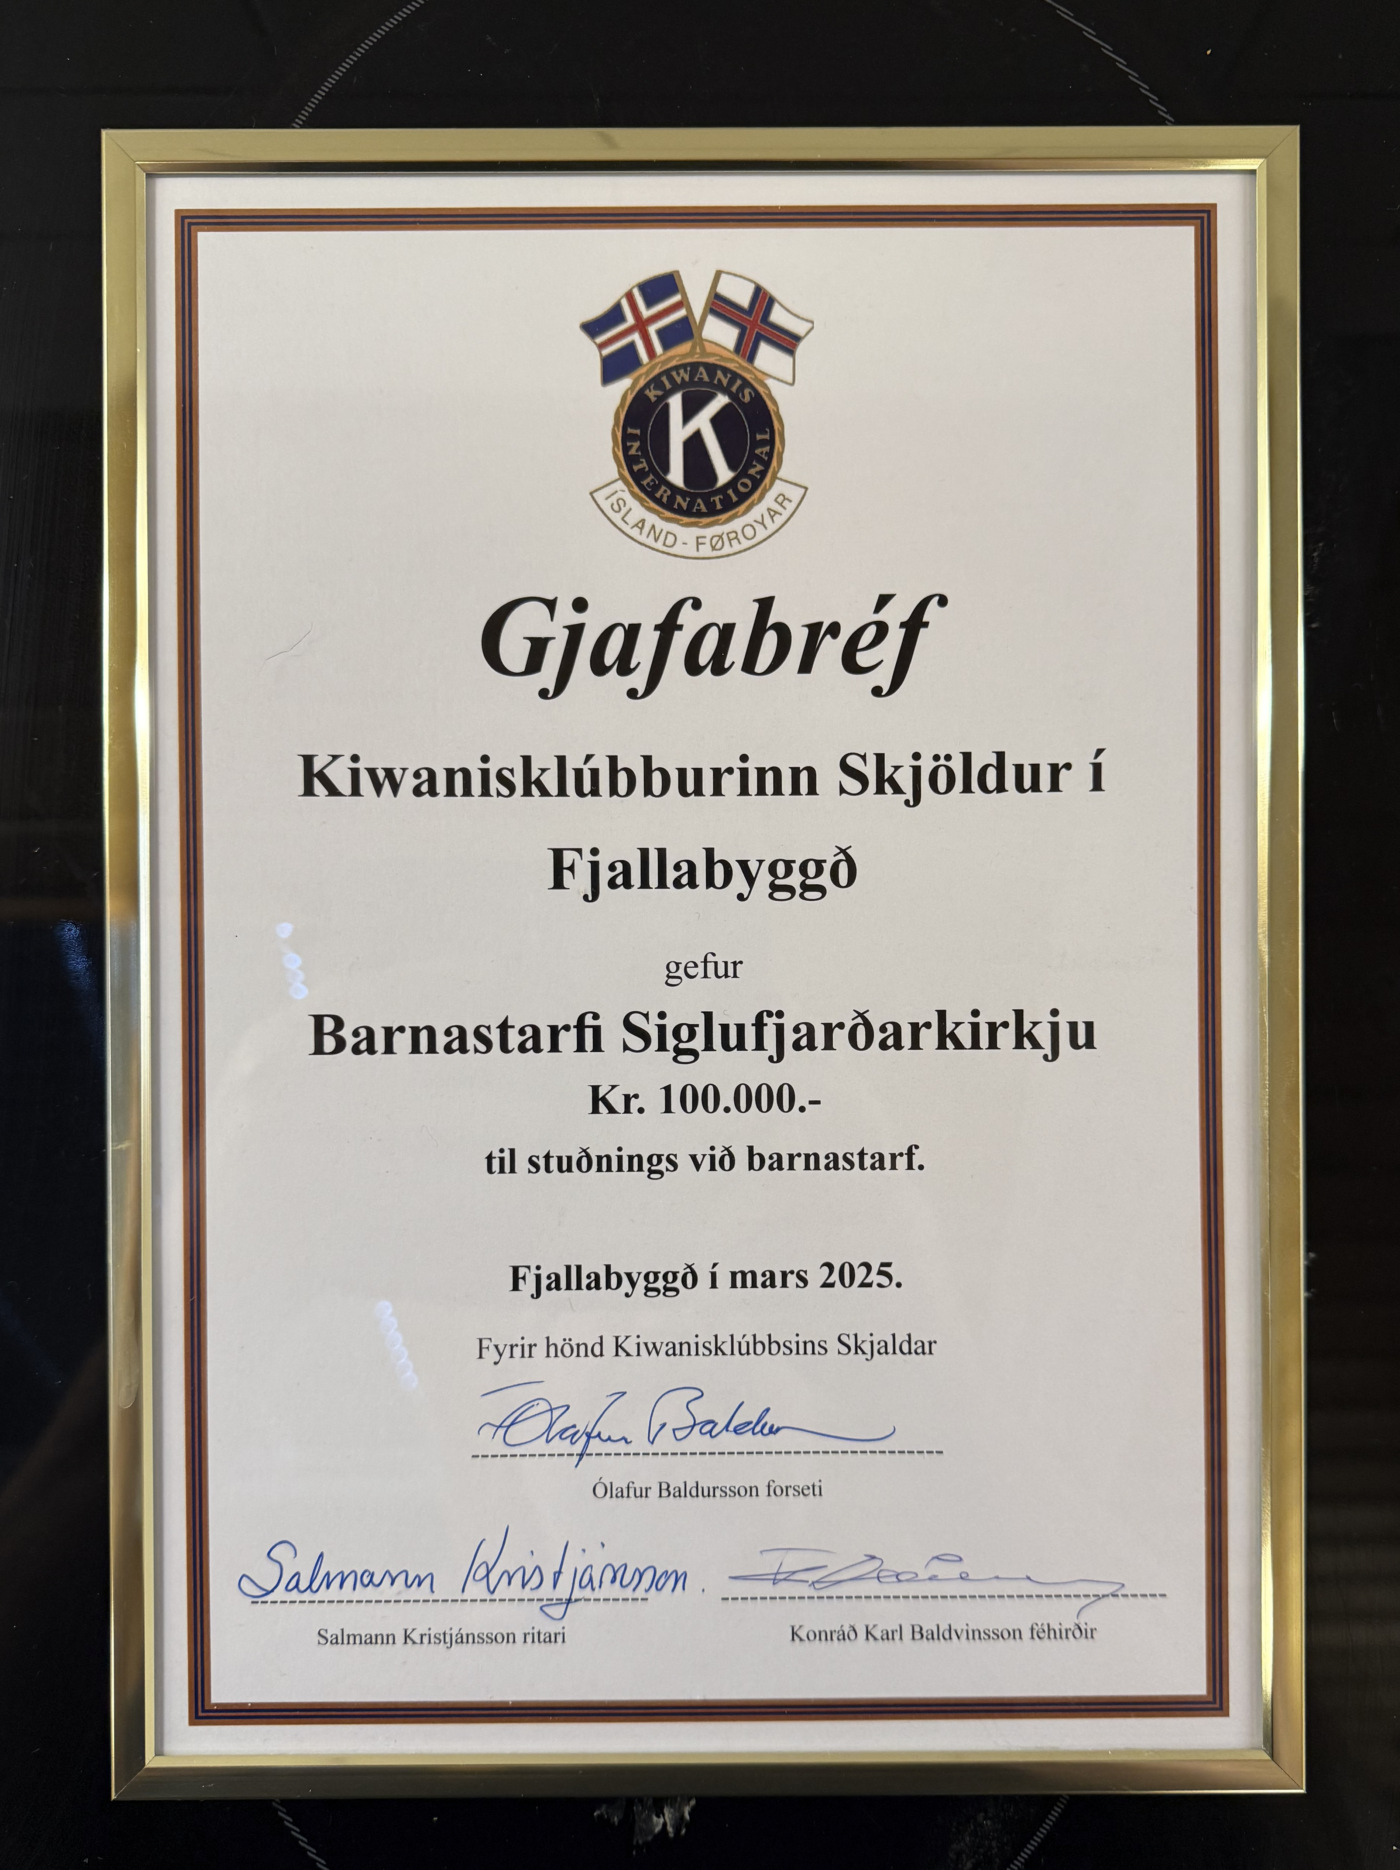 KIWANIS
INTERNATIONAL
K
ÍSLAND - FØROYAR
Gjafabréf
Kiwanisklúbburinn Skjöldur í
Fjallabyggð
gefur
Barnastarfi Siglufjarðarkirkju
Kr. 100.000.-
til stuðnings við barnastarf.
Fjallabyggð í mars 2025.
Fyrir hönd Kiwanisklúbbsins Skjaldar
Ólafur Baldursson forseti
Salmann Kristjánsson.
Salmann Kristjánsson ritari
Konráð Karl Baldvinsson féhirðir